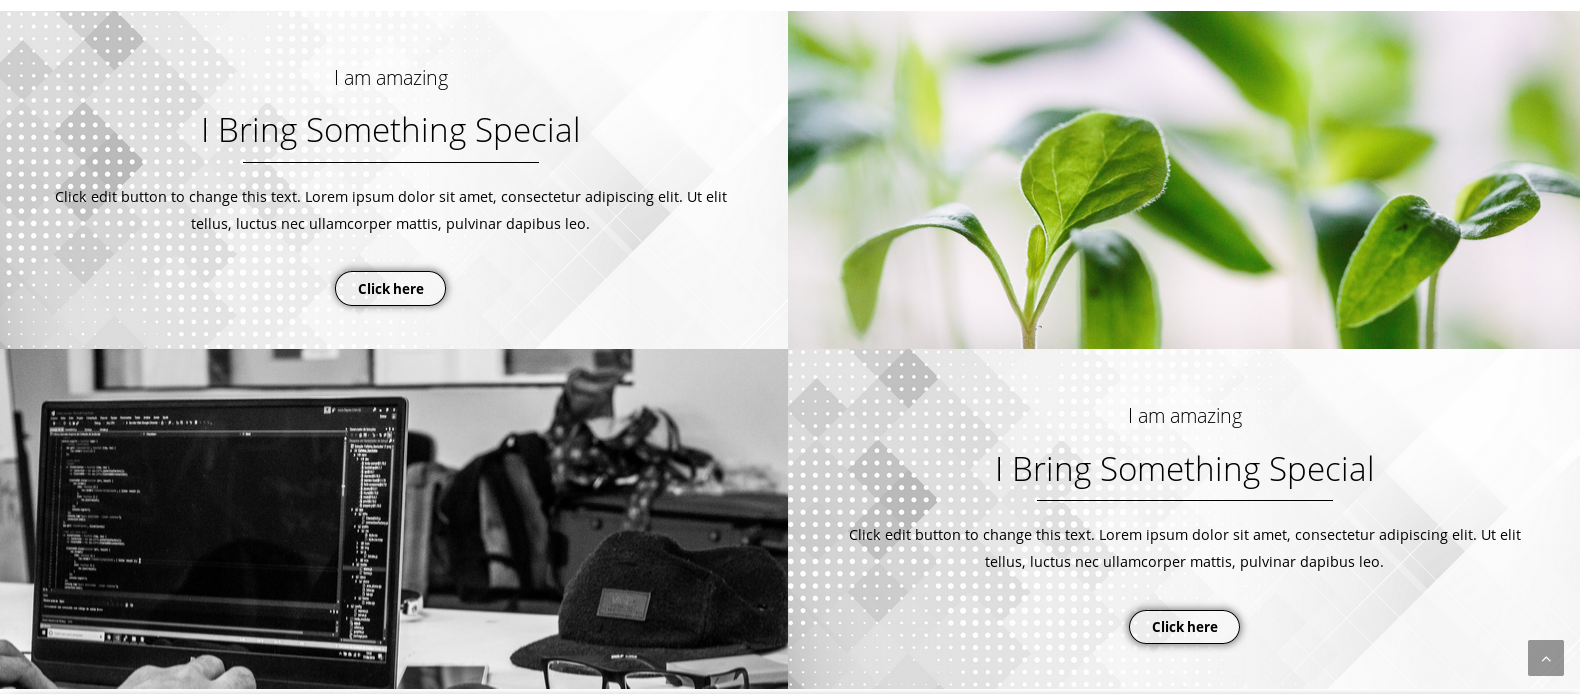 I am amazing
I Bring Something Special
Click edit button to change this text. Lorem ipsum dolor sit amet, consectetur adipiscing elit. Ut elit
tellus, luctus nec ullamcorper mattis, pulvinar dapibus leo.
Click here
I am amazing
I Bring Something Special
Click edit button to change this text. Lorem ipsum dolor sit amet, consectetur adipiscing elit. Ut elit
tellus, luctus nec ullamcorper mattis, pulvinar dapibus leo.
Click here